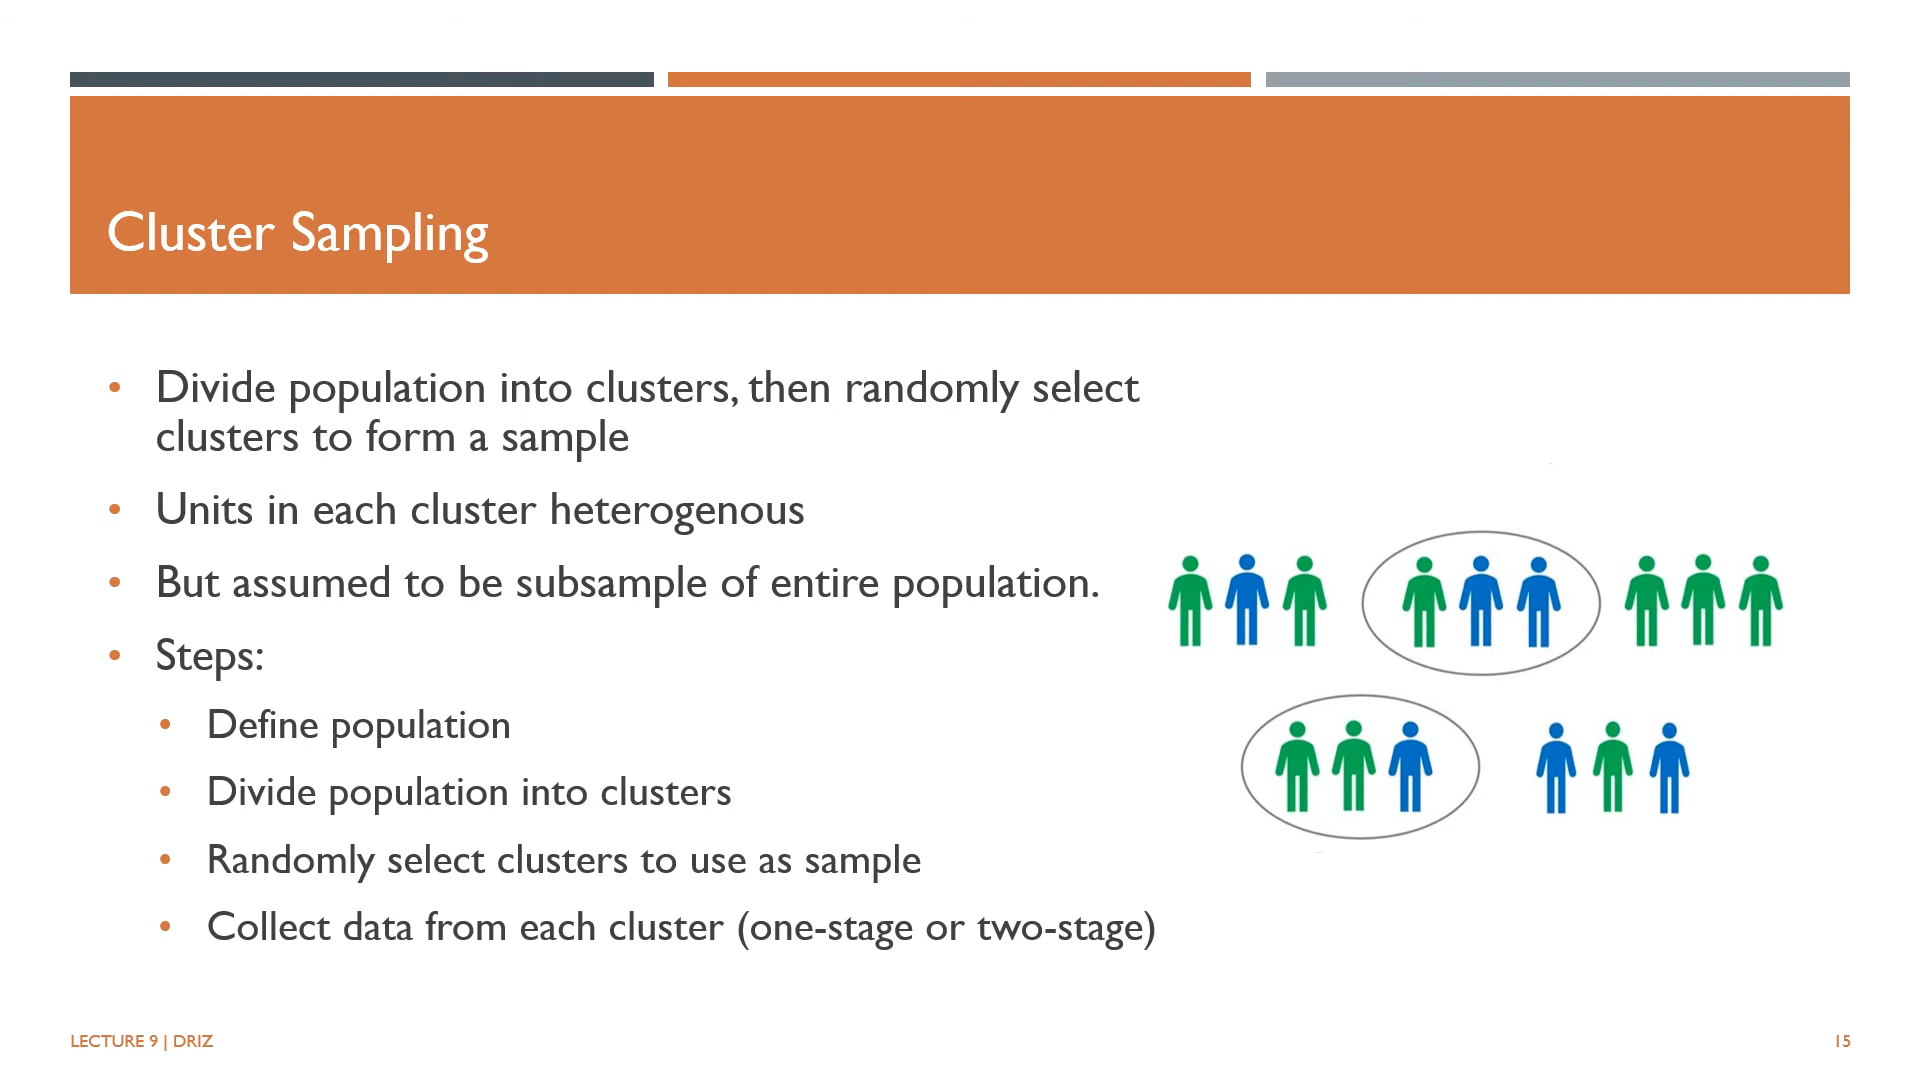 Cluster Sampling
• Divide population into clusters, then randomly select
clusters to form a sample
• Units in each cluster heterogenous
• But assumed to be subsample of entire population.
• Steps:
• Define population
• Divide population into clusters
• Randomly select clusters to use as sample
• Collect data from each cluster (one-stage or two-stage)
LECTURE 9 | DRIZ
15